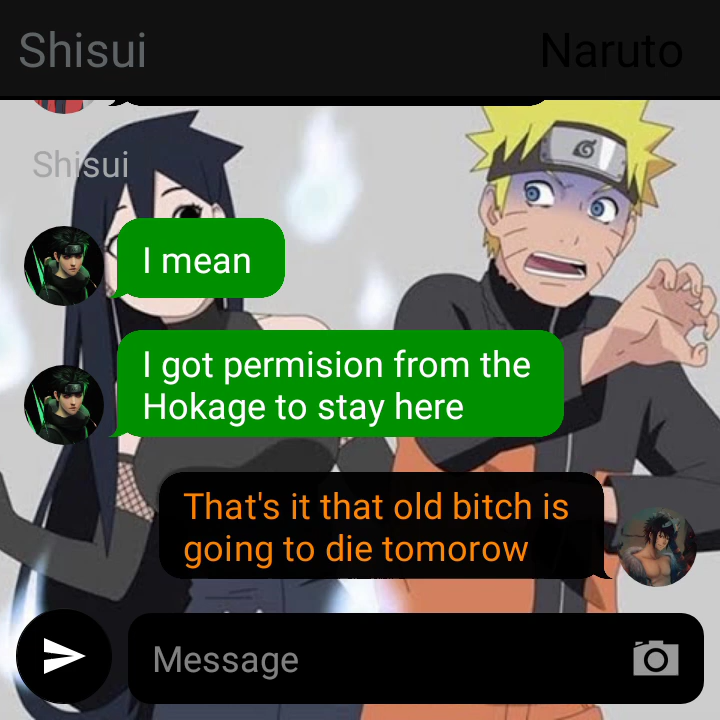 Shisui Naruto
Shisui
I mean
I got permision from the
Hokage to stay here
That's it that old bitch is
going to die tomorow
Message